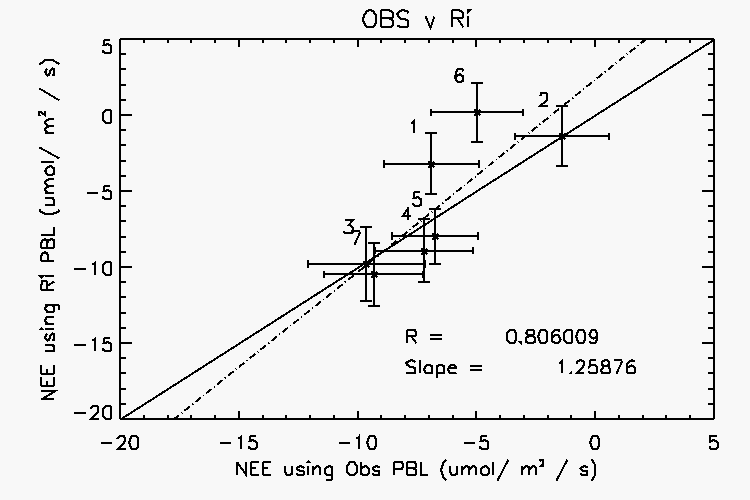 OBS v Ri
5
0
-5
-10
-15
-20
NEE using Ri PBL (umol/ m² / s)
6
2
1
5
4
3
7
R = 0.806009
Slope = 1.25876
-20 -15 -10 -5 0 5
NEE using Obs PBL (umol/ m² / s)